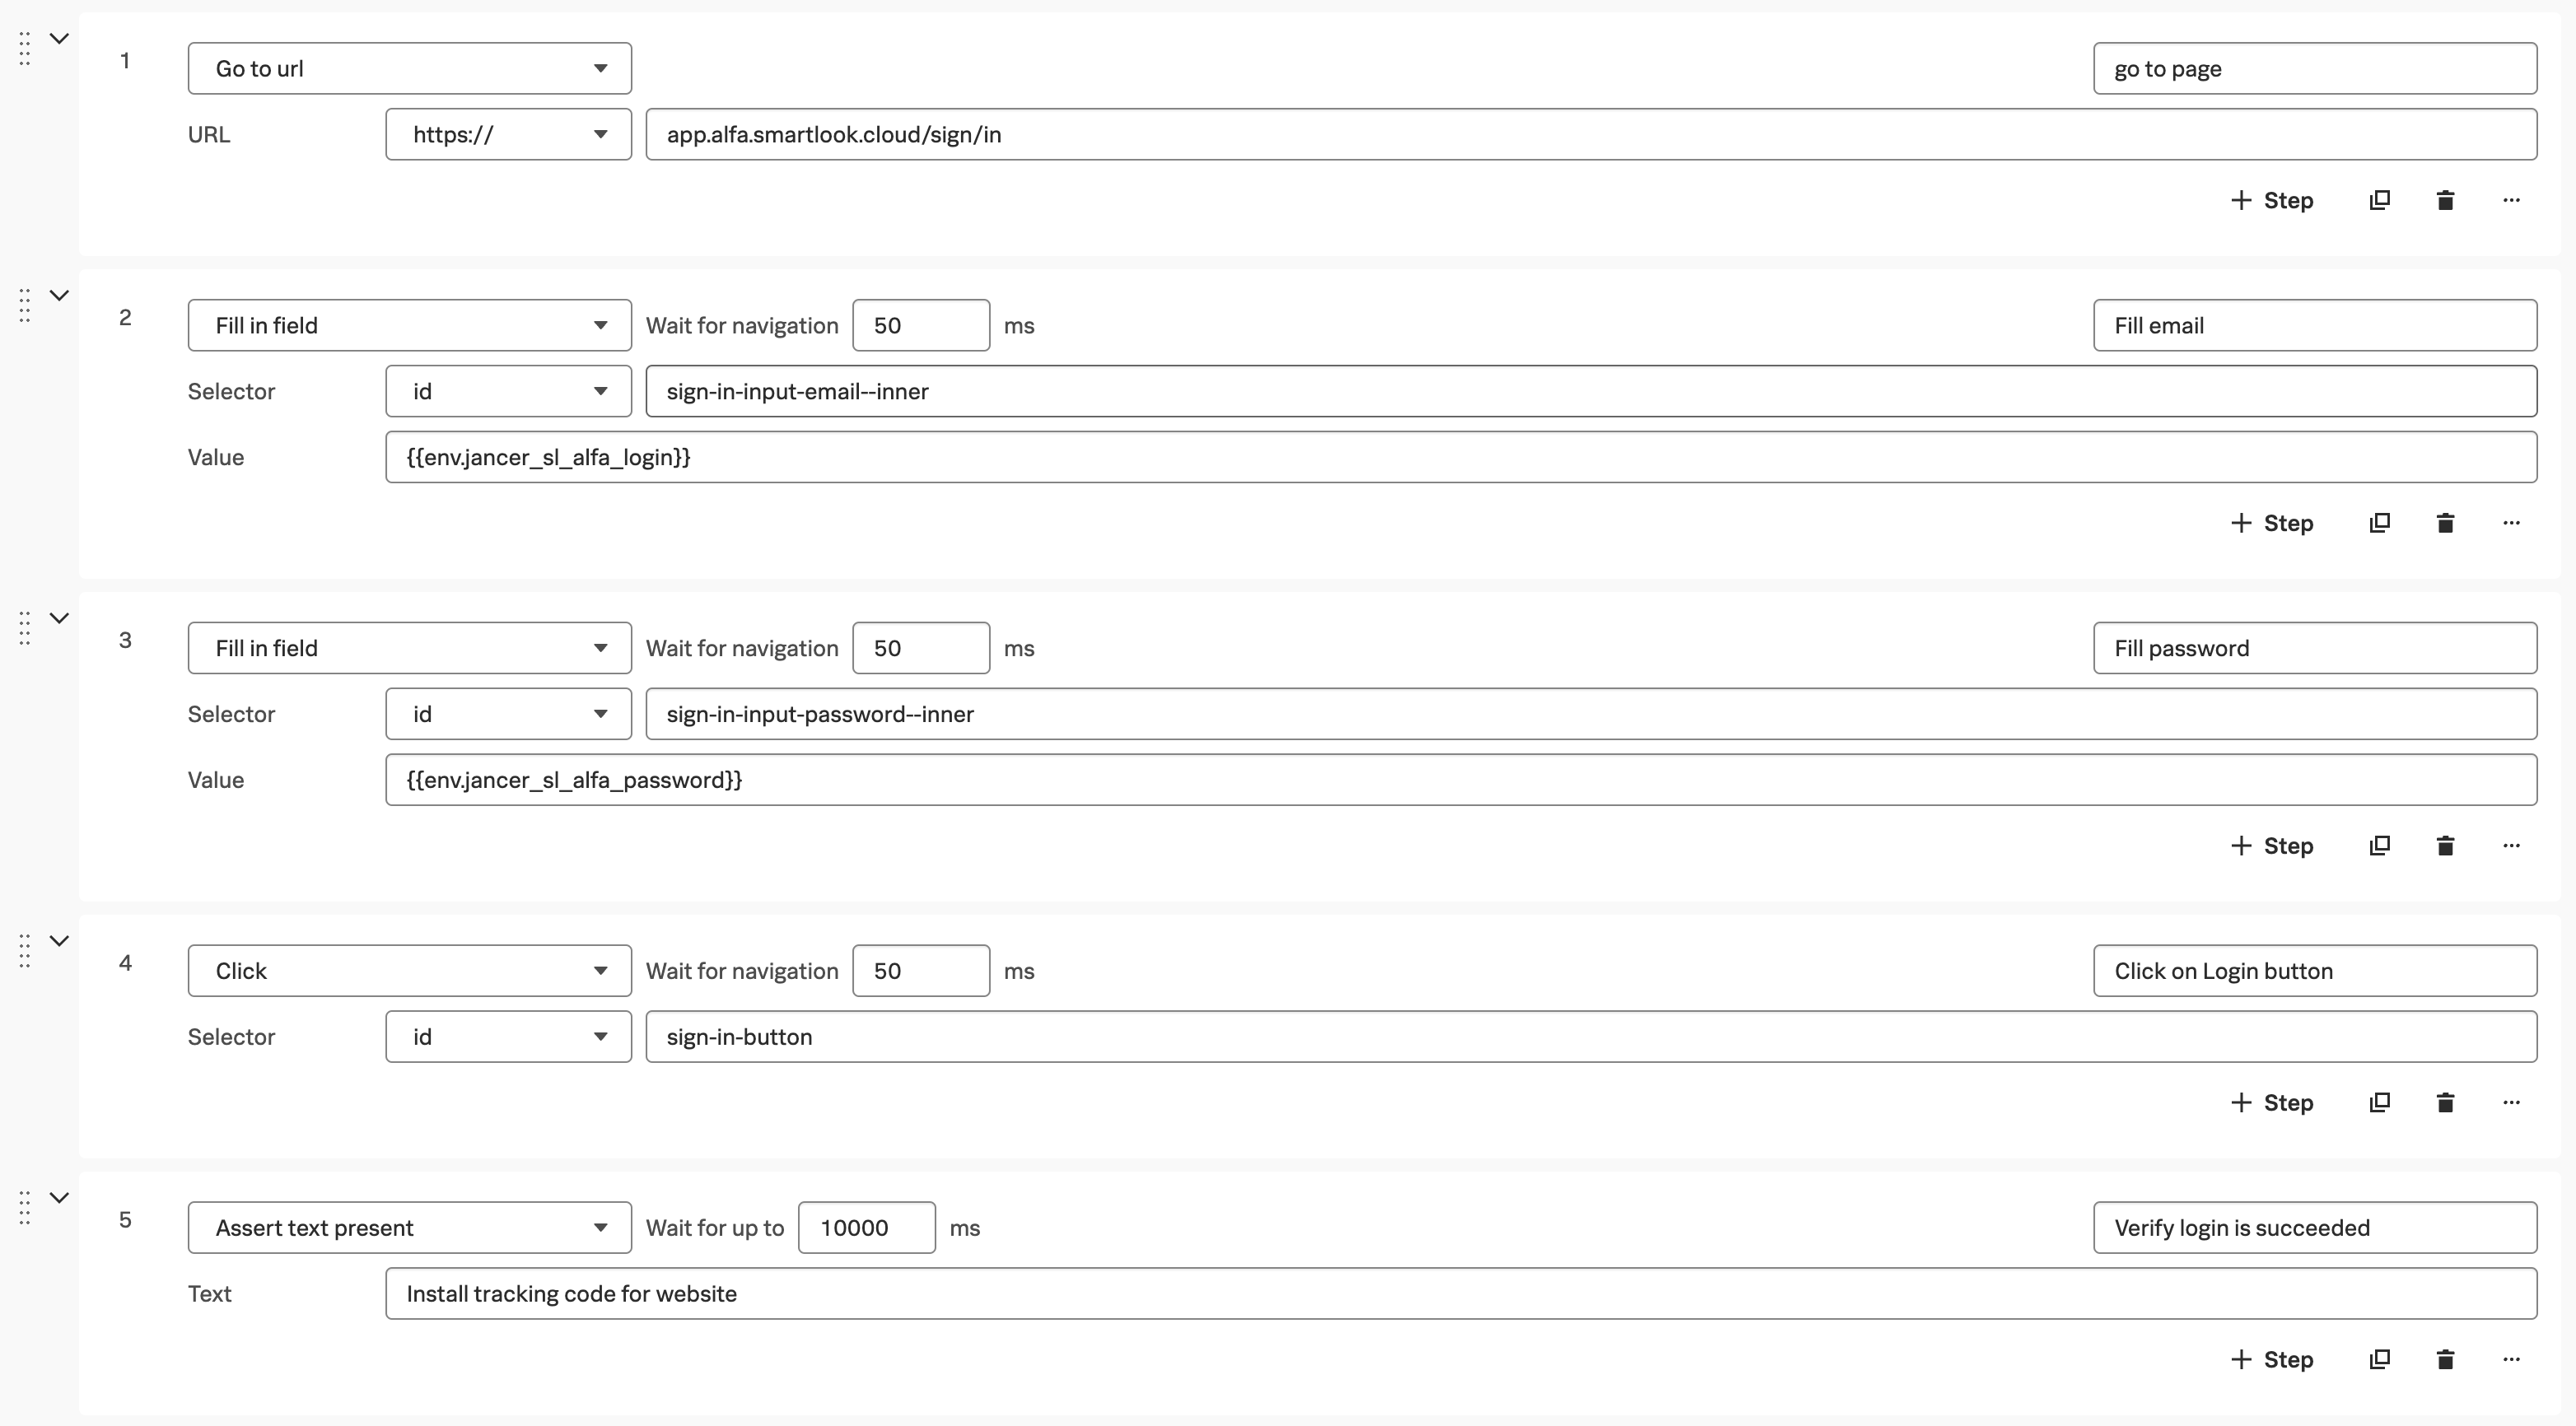 1
Go to url
go to page
URL
https://
app.alfa.smartlook.cloud/sign/in
Step
2
Fill in field
Wait for navigation
50
ms
Fill email
Selector
id
sign-in-input-email--inner
Value
{{env.jancer_sl_alfa_login}}
Step
3
Fill in field
Wait for navigation
50
ms
Fill password
Selector
id
sign-in-input-password--inner
Value
{{env.jancer_sl_alfa_password}}
Step
4
Click
Wait for navigation
50
ms
Click on Login button
Selector
id
sign-in-button
Step
5
Assert text present
Wait for up to
10000
ms
Verify login is succeeded
Text
Install tracking code for website
Step